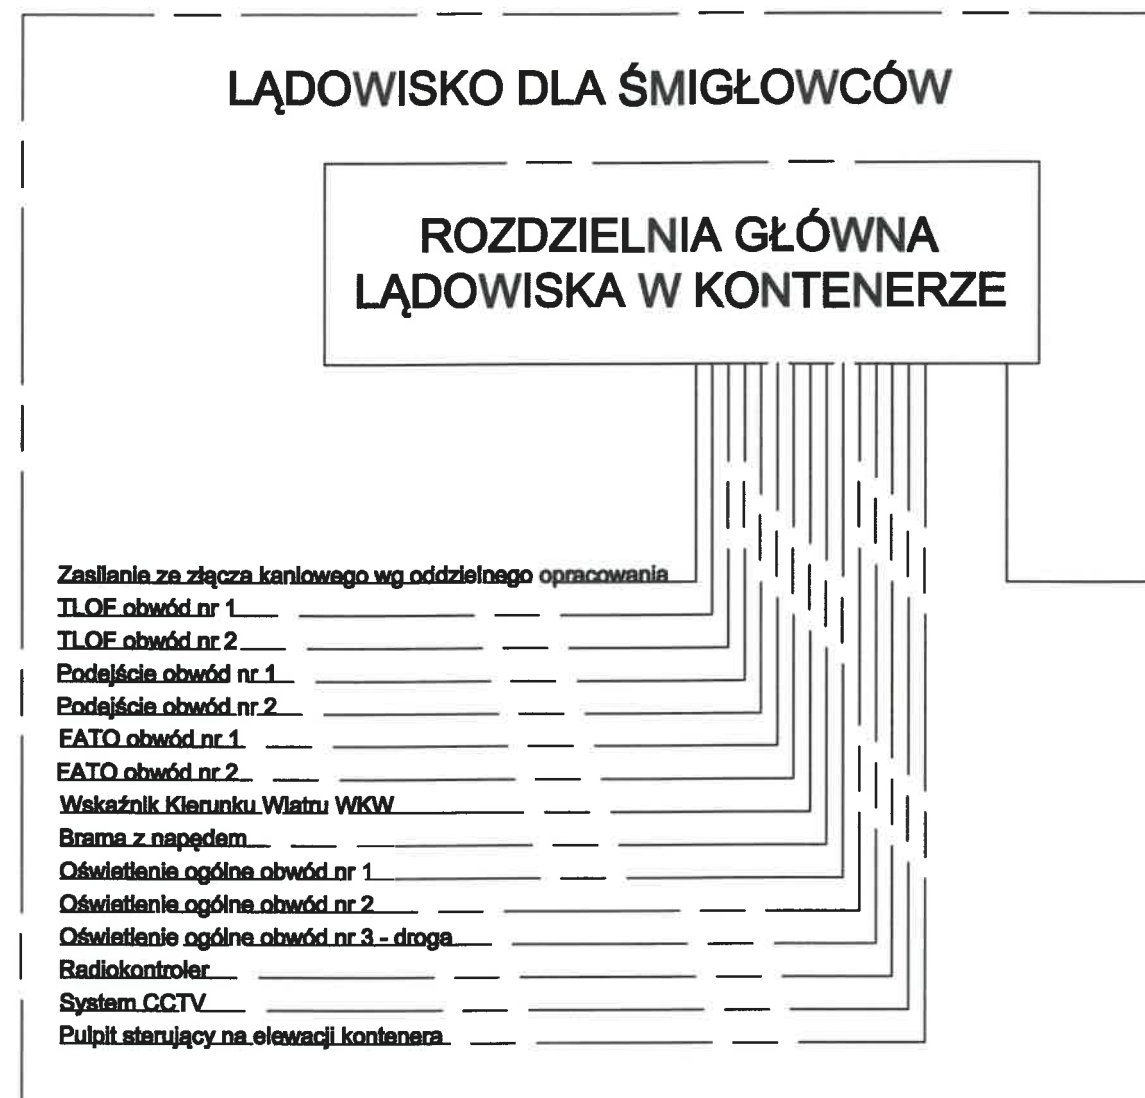 LĄDOWISKO DLA ŚMIGŁOWCÓW
ROZDZIELNIA GŁÓWNA
LĄDOWISKA W KONTENERZE
Zasilanie ze złącza kablowego wg oddzielnego opracowania
TLOF obwód nr 1
TLOF obwód nr 2
Podejście obwód nr 1
Podejście obwód nr 2
FATO obwód nr 1
FATO obwód nr 2
Wskaźnik Kierunku Wiatru WKW
Brama z napędem
Oświetlenie ogólne obwód nr 1
Oświetlenie ogólne obwód nr 2
Oświetlenie ogólne obwód nr 3 - droga
Radiokontroler
System CCTV
Pulpit sterujący na elewacji kontenera